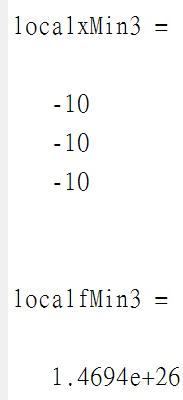 localxMin3 =
-10
-10
-10
localfMin3 =
1.4694e+26